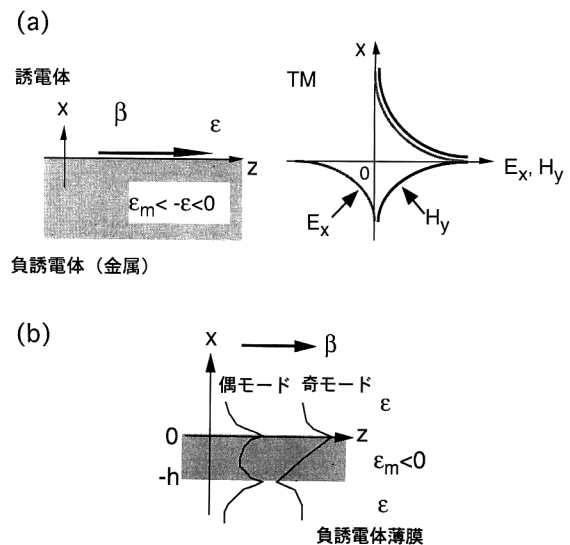 (a)
誘電体
x
β
ε
z
εm< -ε<0
負誘電体（金属）
x
TM
0
Ex, Hy
Ex
Hy
(b)
x
β
偶モード
奇モード
ε
0
z
εm<0
-h
ε
負誘電体薄膜